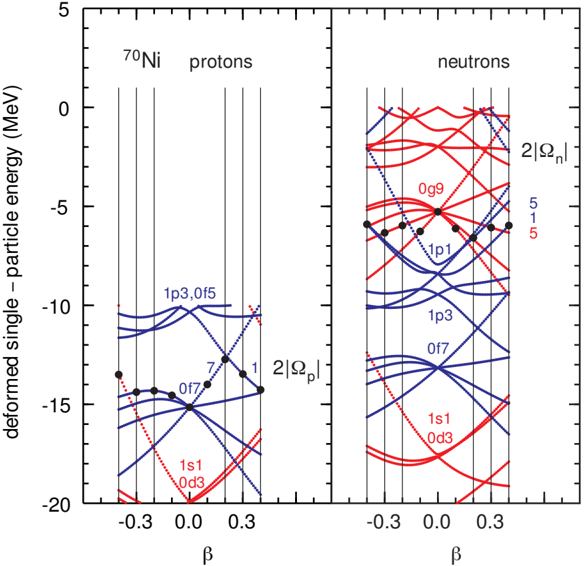 deformed single – particle energy (MeV)
5
0
-5
-10
-15
-20
⁷⁰Ni protons
neutrons
2|Ωₙ|
0g9
5
1
5
1p1
1p3,0f5
1p3
7
1
2|Ωₚ|
0f7
0f7
1s1
0d3
1s1
0d3
-0.3 0.0 0.3
-0.3 0.0 0.3
β
β